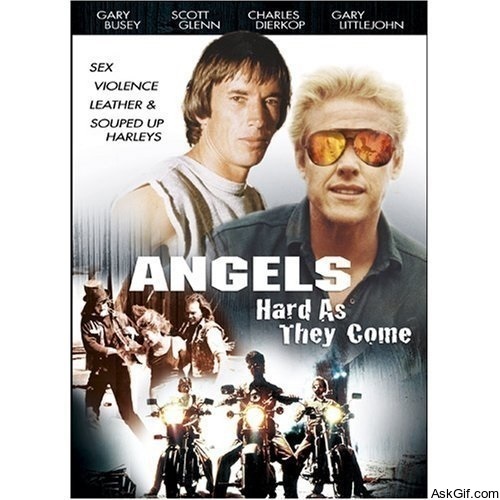 GARY BUSEY
SCOTT GLENN
CHARLES DIERKOP
GARY LITTLEJOHN
SEX
VIOLENCE
LEATHER &
SOUPED UP
HARLEYS
ANGELS
Hard As
They Come
AskGif.com